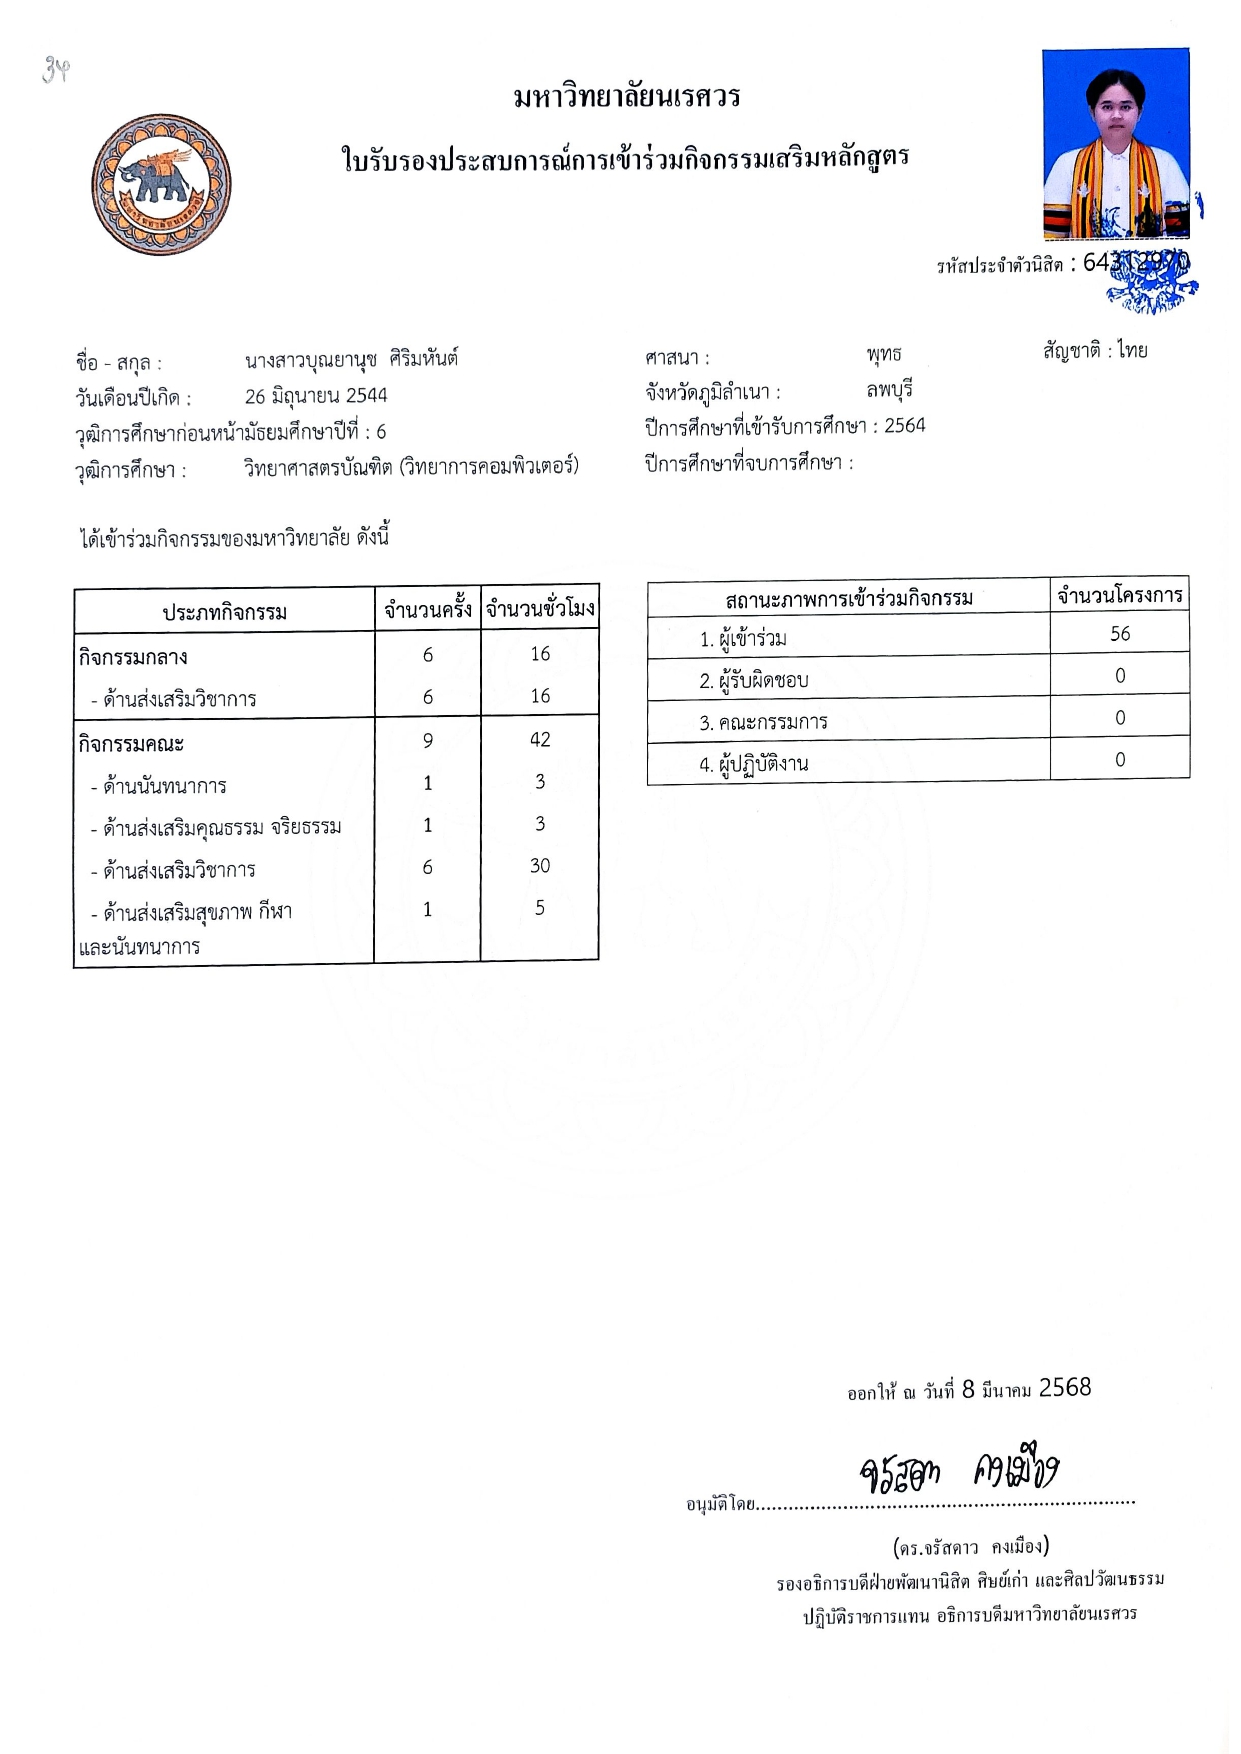 34
มหาวิทยาลัยนเรศวร
ใบรับรองประสบการณ์การเข้าร่วมกิจกรรมเสริมหลักสูตร
มหาวิทยาลัยนเรศวร
รหัสประจำตัวนิสิต : 64312970
ชื่อ - สกุล : นางสาวบุณยานุช ศิริมหันต์ ศาสนา : พุทธ สัญชาติ : ไทย
วันเดือนปีเกิด : 26 มิถุนายน 2544 จังหวัดภูมิลำเนา : ลพบุรี
วุฒิการศึกษาก่อนหน้ามัธยมศึกษาปีที่ : 6 ปีการศึกษาที่เข้ารับการศึกษา : 2564
วุฒิการศึกษา : วิทยาศาสตรบัณฑิต (วิทยาการคอมพิวเตอร์) ปีการศึกษาที่จบการศึกษา :
ได้เข้าร่วมกิจกรรมของมหาวิทยาลัย ดังนี้
ประภทกิจกรรม จำนวนครั้ง จำนวนชั่วโมง
กิจกรรมกลาง 6 16
- ด้านส่งเสริมวิชาการ 6 16
กิจกรรมคณะ 9 42
- ด้านนันทนาการ 1 3
- ด้านส่งเสริมคุณธรรม จริยธรรม 1 3
- ด้านส่งเสริมวิชาการ 6 30
- ด้านส่งเสริมสุขภาพ กีฬา 1 5
และนันทนาการ
สถานะภาพการเข้าร่วมกิจกรรม จำนวนโครงการ
1. ผู้เข้าร่วม 56
2. ผู้รับผิดชอบ 0
3. คณะกรรมการ 0
4. ผู้ปฏิบัติงาน 0
ออกให้ ณ วันที่ 8 มีนาคม 2568
จรัสดาว คงเมือง
อนุมัติโดย......................................................................
(ดร.จรัสดาว คงเมือง)
รองอธิการบดีฝ่ายพัฒนานิสิต ศิษย์เก่า และศิลปวัฒนธรรม
ปฏิบัติราชการแทน อธิการบดีมหาวิทยาลัยนเรศวร